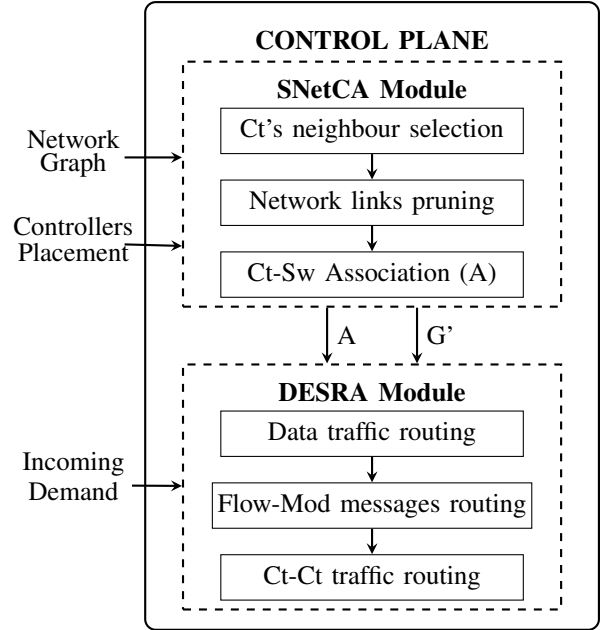 CONTROL PLANE
SNetCA Module
Ct's neighbour selection
Network
Graph
Network links pruning
Controllers
Placement
Ct-Sw Association (A)
A
G'
DESRA Module
Data traffic routing
Incoming
Demand
Flow-Mod messages routing
Ct-Ct traffic routing